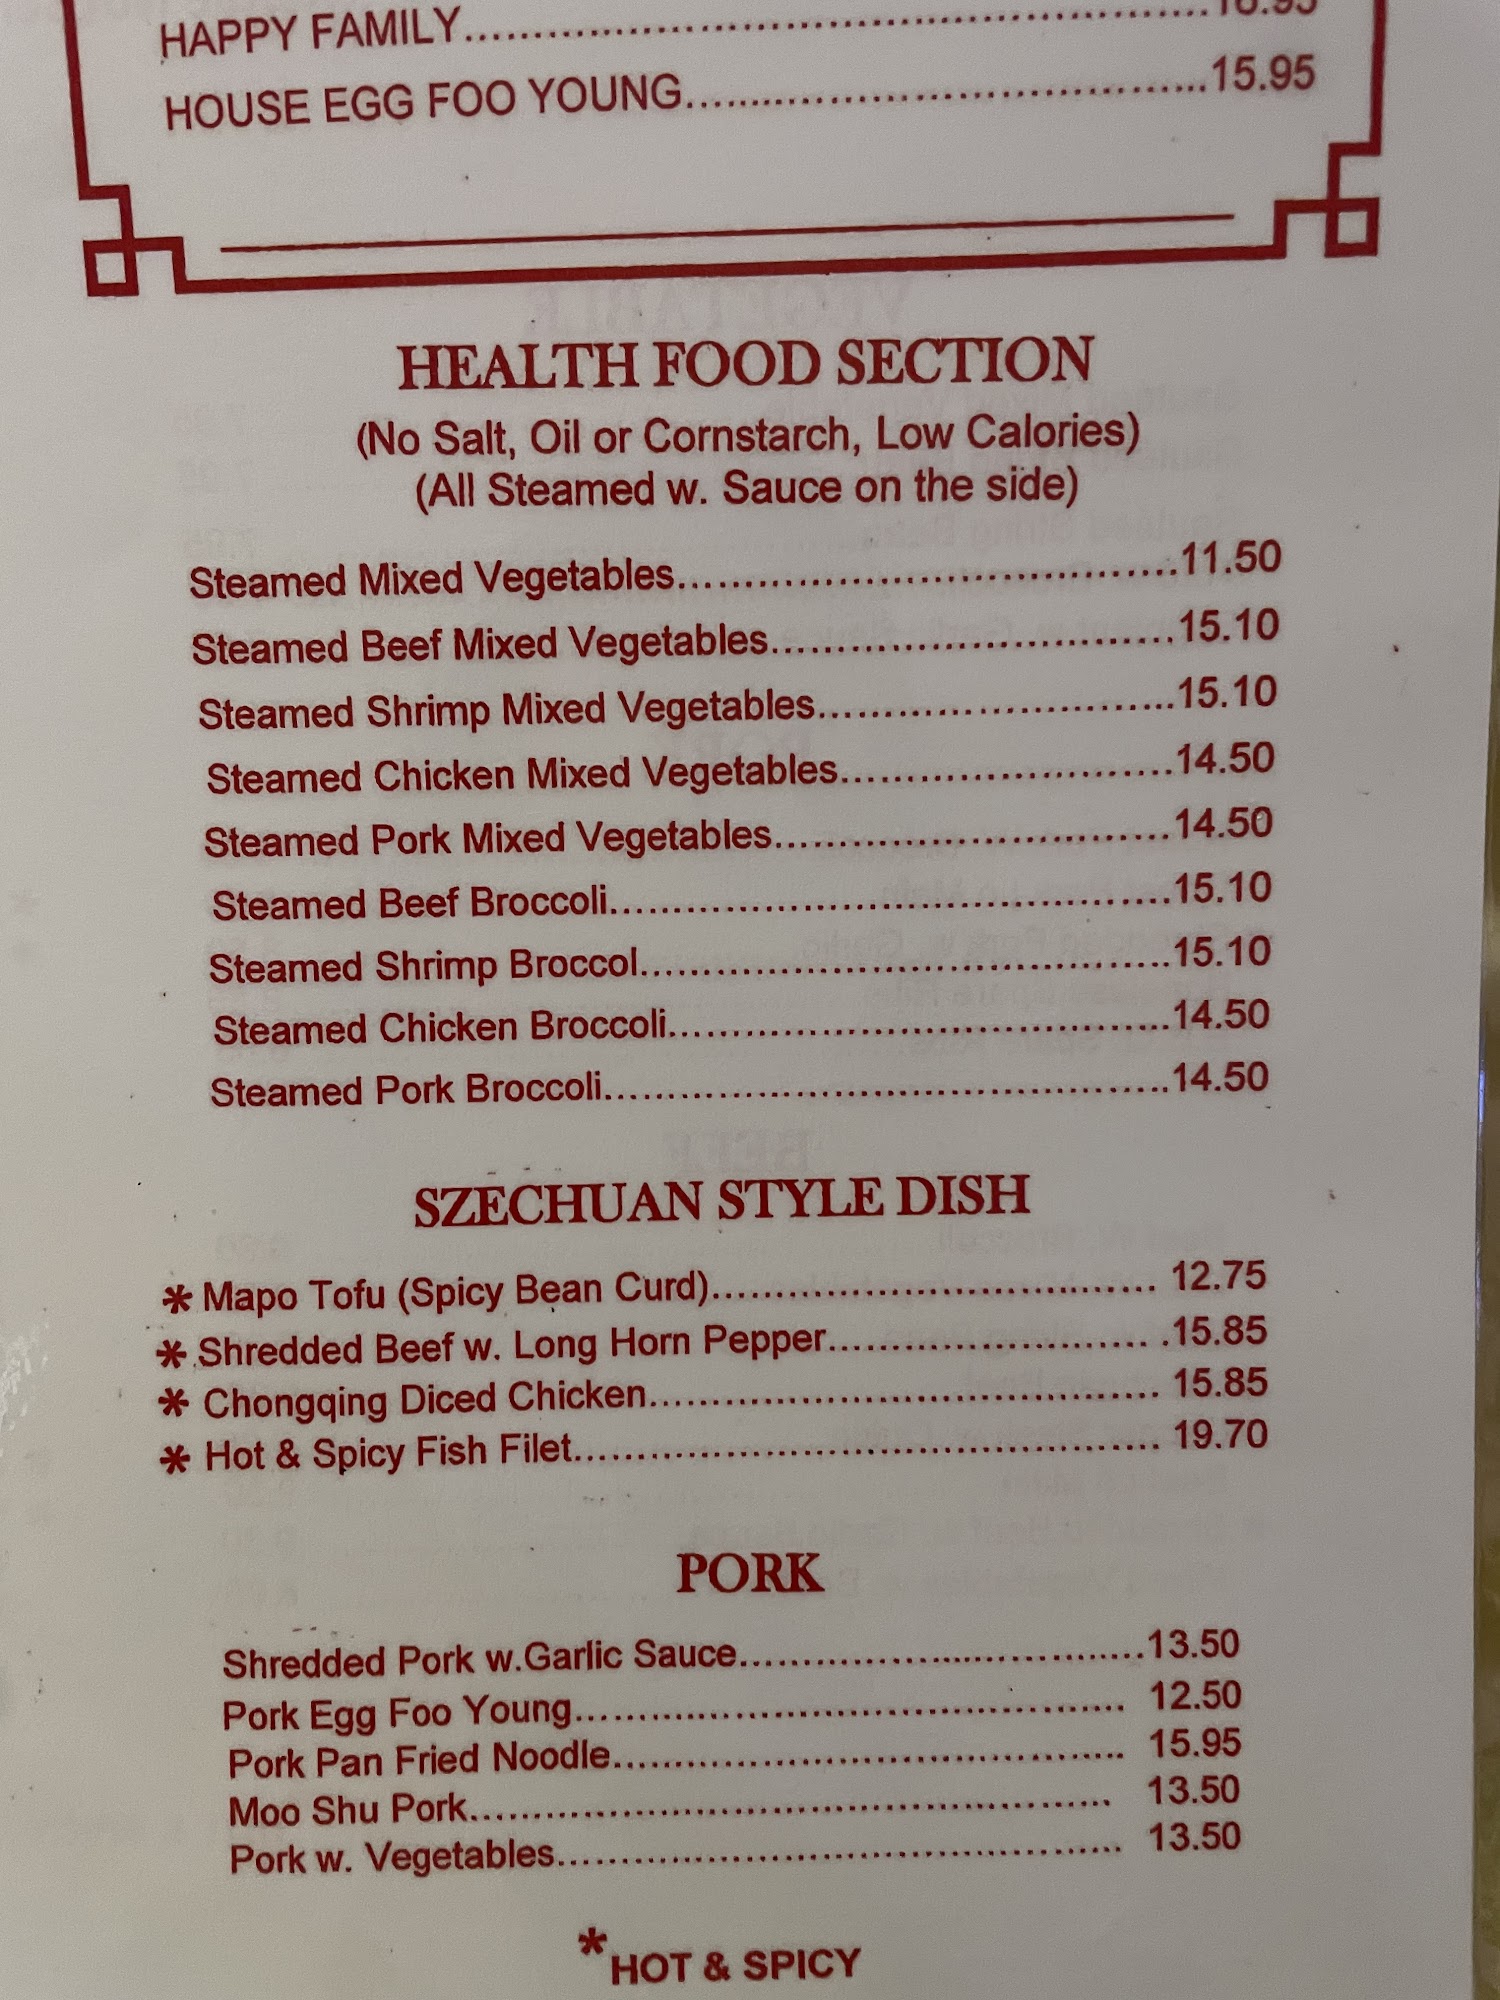 HAPPY FAMILY........................................16.95
HOUSE EGG FOO YOUNG........................................15.95
HEALTH FOOD SECTION
(No Salt, Oil or Cornstarch, Low Calories)
(All Steamed w. Sauce on the side)
Steamed Mixed Vegetables........................................11.50
Steamed Beef Mixed Vegetables........................................15.10
Steamed Shrimp Mixed Vegetables........................................15.10
Steamed Chicken Mixed Vegetables........................................14.50
Steamed Pork Mixed Vegetables........................................14.50
Steamed Beef Broccoli........................................15.10
Steamed Shrimp Broccol........................................15.10
Steamed Chicken Broccoli........................................14.50
Steamed Pork Broccoli........................................14.50
SZECHUAN STYLE DISH
* Mapo Tofu (Spicy Bean Curd)........................................ 12.75
* Shredded Beef w. Long Horn Pepper........................................ .15.85
* Chongqing Diced Chicken........................................ 15.85
* Hot & Spicy Fish Filet........................................ 19.70
PORK
Shredded Pork w.Garlic Sauce........................................13.50
Pork Egg Foo Young........................................ 12.50
Pork Pan Fried Noodle........................................ 15.95
Moo Shu Pork........................................ 13.50
Pork w. Vegetables........................................ 13.50
*HOT & SPICY